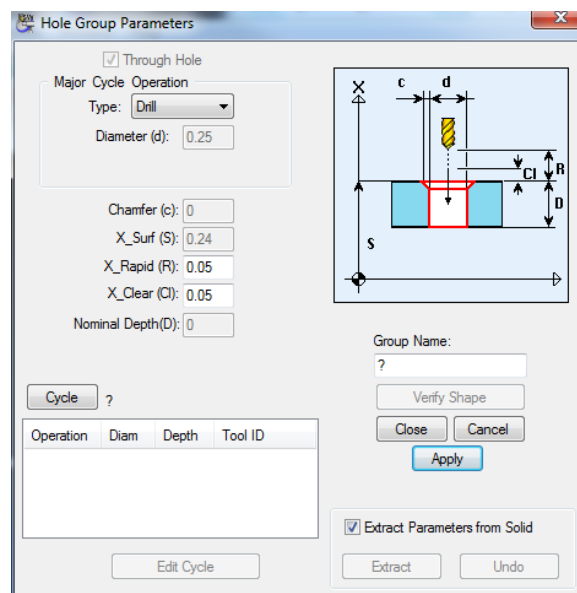 Hole Group Parameters
X
Through Hole
Major Cycle Operation
Type: Drill
Diameter (d): 0.25
Chamfer (c): 0
X_Surf (S): 0.24
X_Rapid (R): 0.05
X_Clear (Cl): 0.05
Nominal Depth(D): 0
X
c
d
Cl
R
D
S
D
Group Name:
?
Cycle ?
Verify Shape
Close Cancel
Apply
Operation Diam Depth Tool ID
Extract Parameters from Solid
Edit Cycle
Extract Undo